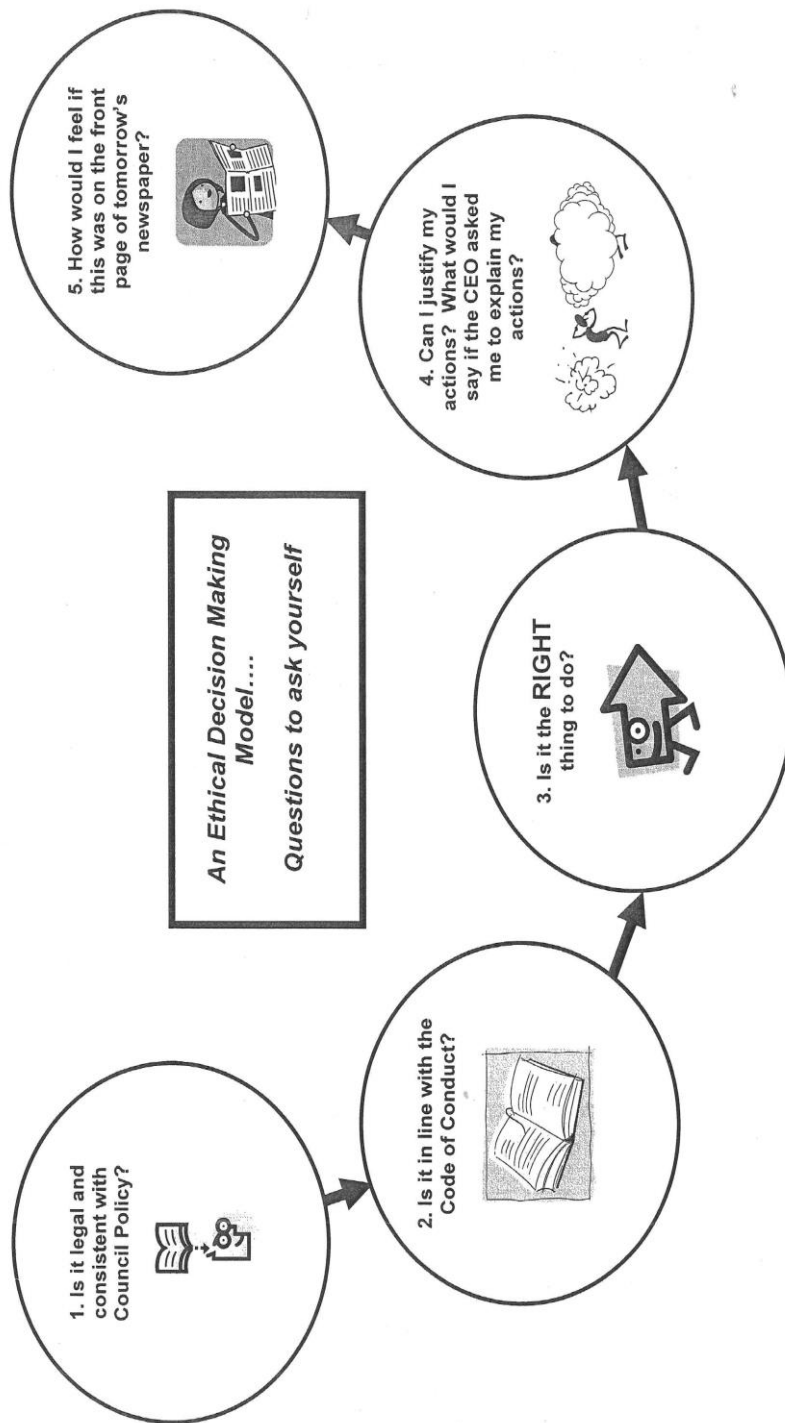 An Ethical Decision Making
Model....
Questions to ask yourself
1. Is it legal and
consistent with
Council Policy?
2. Is it in line with the
Code of Conduct?
3. Is it the RIGHT
thing to do?
4. Can I justify my
actions? What would I
say if the CEO asked
me to explain my
actions?
5. How would I feel if
this was on the front
page of tomorrow's
newspaper?